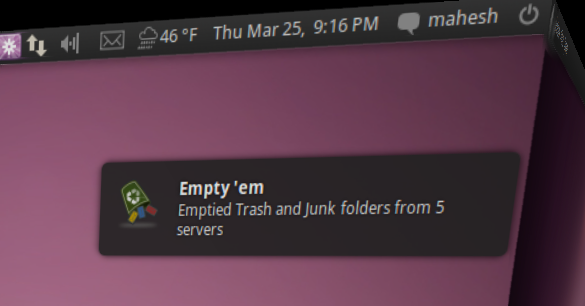 46 °F Thu Mar 25, 9:16 PM mahesh
Empty 'em
Emptied Trash and Junk folders from 5
servers